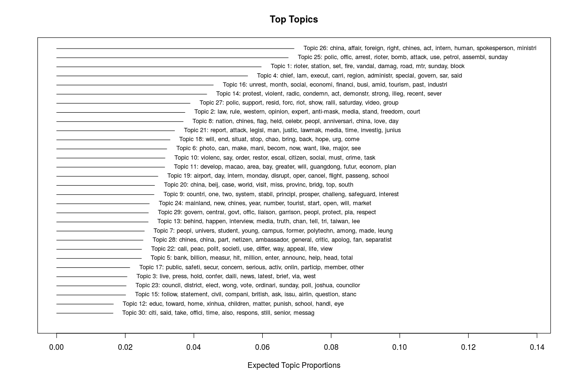 Top Topics
Topic 26: china, affair, foreign, right, chines, act, intern, human, spokesperson, ministri
Topic 25: polic, offic, arrest, rioter, bomb, attack, use, petrol, assembl, sunday
Topic 1: rioter, station, set, fire, vandal, damag, road, mtr, sunday, block
Topic 4: chief, lam, execut, carri, region, administr, special, govern, sar, said
Topic 16: unrest, month, social, economi, financi, busi, amid, tourism, past, industri
Topic 14: protest, violent, radic, condemn, act, demonstr, strong, illeg, recent, sever
Topic 27: polic, support, resid, forc, riot, show, ralli, saturday, video, group
Topic 2: law, rule, western, opinion, expert, anti-mask, media, stand, freedom, court
Topic 8: nation, chines, flag, held, celebr, peopl, anniversari, china, love, day
Topic 21: report, attack, legisl, man, justic, lawmak, media, time, investig, junius
Topic 18: will, end, situat, stop, chao, bring, back, hope, urg, come
Topic 6: photo, can, make, mani, becom, now, want, like, major, see
Topic 10: violenc, say, order, restor, escal, citizen, social, must, crime, task
Topic 11: develop, macao, area, bay, greater, will, guangdong, futur, econom, plan
Topic 19: airport, day, intern, monday, disrupt, oper, cancel, flight, passeng, school
Topic 20: china, beij, case, world, visit, miss, provinc, bridg, top, south
Topic 9: countri, one, two, system, stabil, principl, prosper, challeng, safeguard, interest
Topic 24: mainland, new, chines, year, number, tourist, start, open, will, market
Topic 29: govern, central, govt, offic, liaison, garrison, peopl, protect, pla, respect
Topic 13: behind, happen, interview, media, truth, chan, tell, tri, taiwan, lee
Topic 7: peopl, univers, student, young, campus, former, polytechn, among, made, leung
Topic 28: chines, china, part, netizen, ambassador, general, critic, apolog, fan, separatist
Topic 22: call, peac, polit, societi, use, differ, way, appeal, life, view
Topic 5: bank, billion, measur, hit, million, enter, announc, help, head, total
Topic 17: public, safeti, secur, concern, serious, activ, onlin, particip, member, other
Topic 3: live, press, hold, confer, daili, news, latest, brief, via, west
Topic 23: council, district, elect, wong, vote, ordinari, sunday, poll, joshua, councilor
Topic 15: follow, statement, civil, compani, british, ask, issu, airlin, question, stanc
Topic 12: educ, toward, home, xinhua, children, matter, punish, school, handl, eye
Topic 30: citi, said, take, offici, time, also, respons, still, senior, messag
0.00 0.02 0.04 0.06 0.08 0.10 0.12 0.14
Expected Topic Proportions